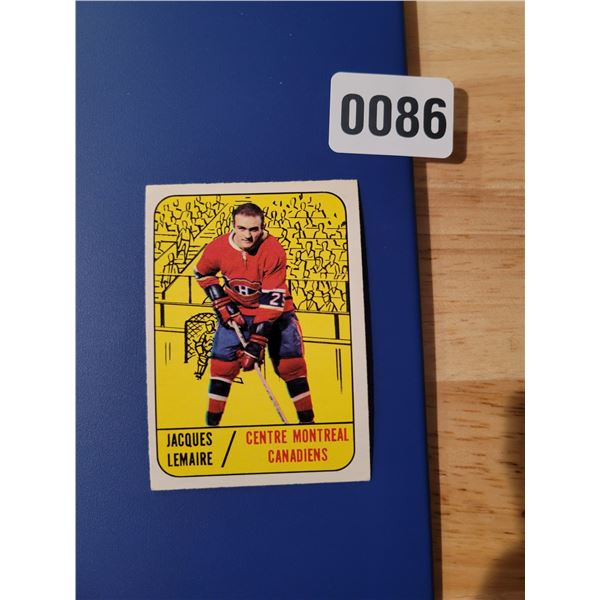 0086
JACQUES / CENTRE MONTREAL
LEMAIRE CANADIENS